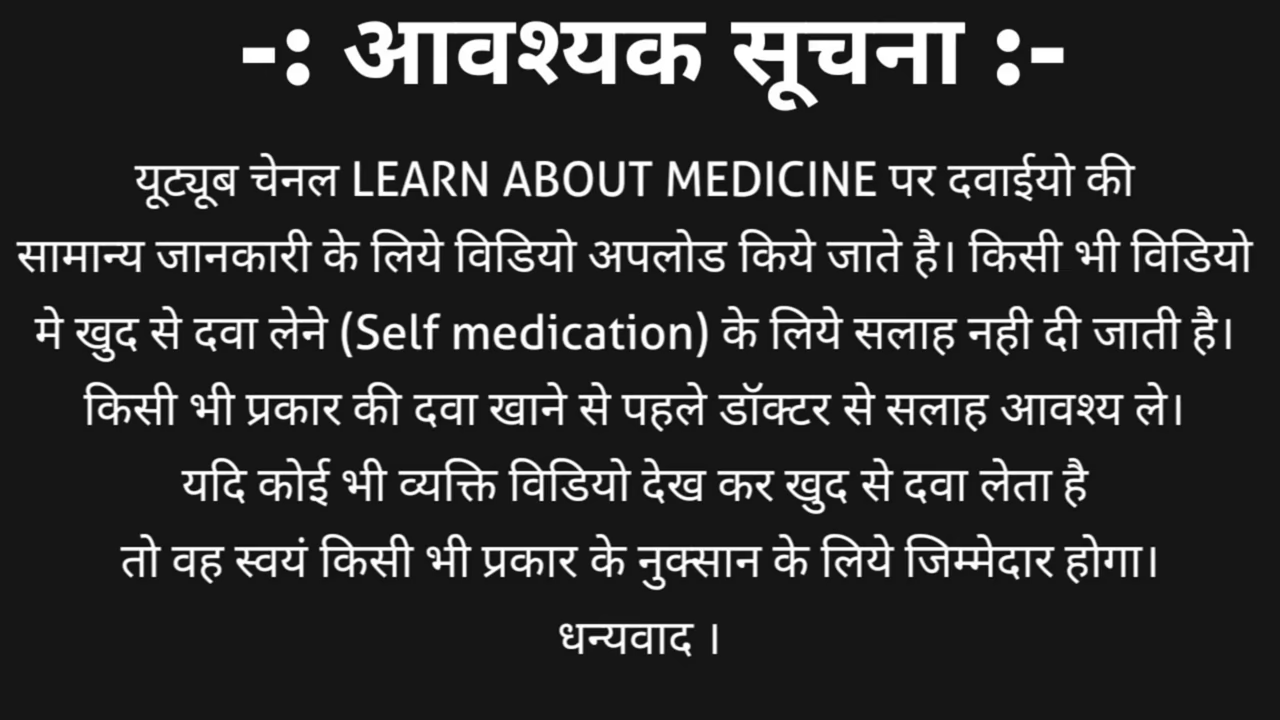 -: आवश्यक सूचना :-
यूट्यूब चेनल LEARN ABOUT MEDICINE पर दवाईयो की
सामान्य जानकारी के लिये विडियो अपलोड किये जाते है। किसी भी विडियो
मे खुद से दवा लेने (Self medication) के लिये सलाह नही दी जाती है।
किसी भी प्रकार की दवा खाने से पहले डॉक्टर से सलाह आवश्य ले।
यदि कोई भी व्यक्ति विडियो देख कर खुद से दवा लेता है
तो वह स्वयं किसी भी प्रकार के नुक्सान के लिये जिम्मेदार होगा।
धन्यवाद ।